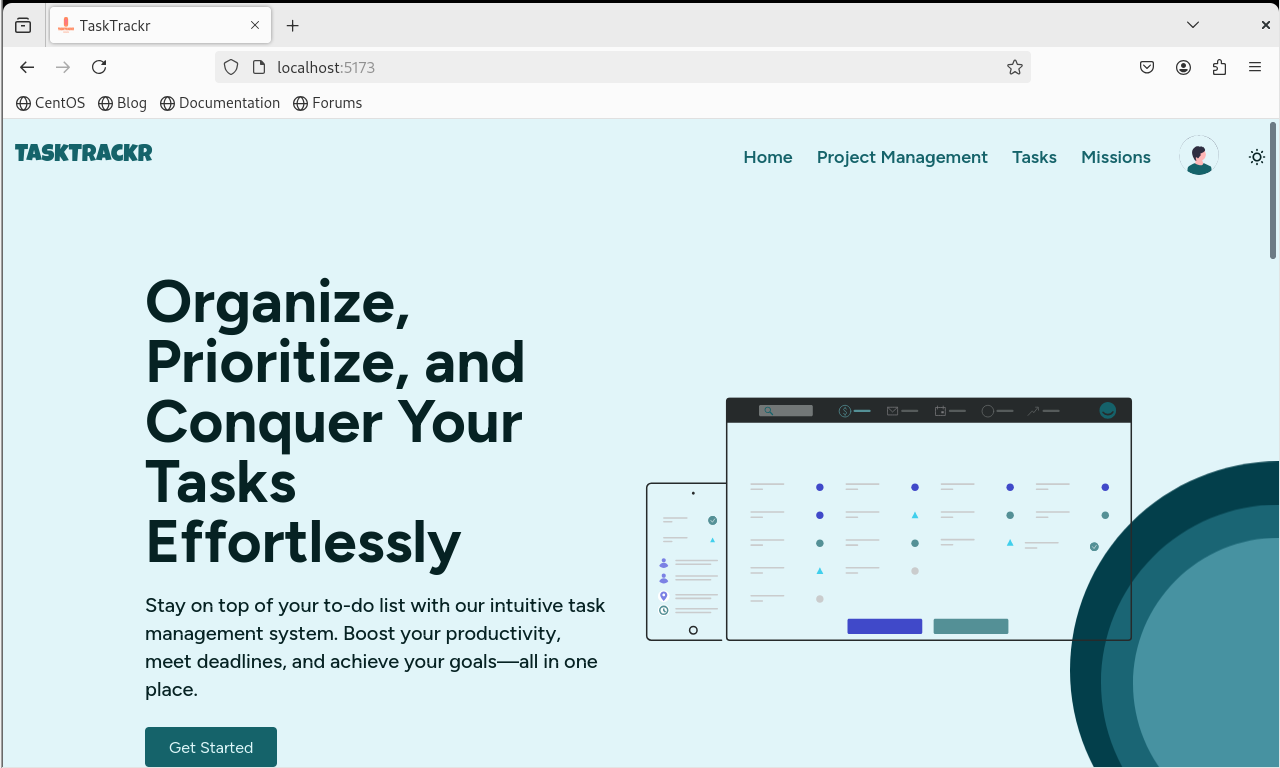 TaskTrackr
localhost:5173
CentOS Blog Documentation Forums
TASKTRACKR
Home Project Management Tasks Missions
Organize,
Prioritize, and
Conquer Your
Tasks
Effortlessly
Stay on top of your to-do list with our intuitive task
management system. Boost your productivity,
meet deadlines, and achieve your goals—all in one
place.
Get Started